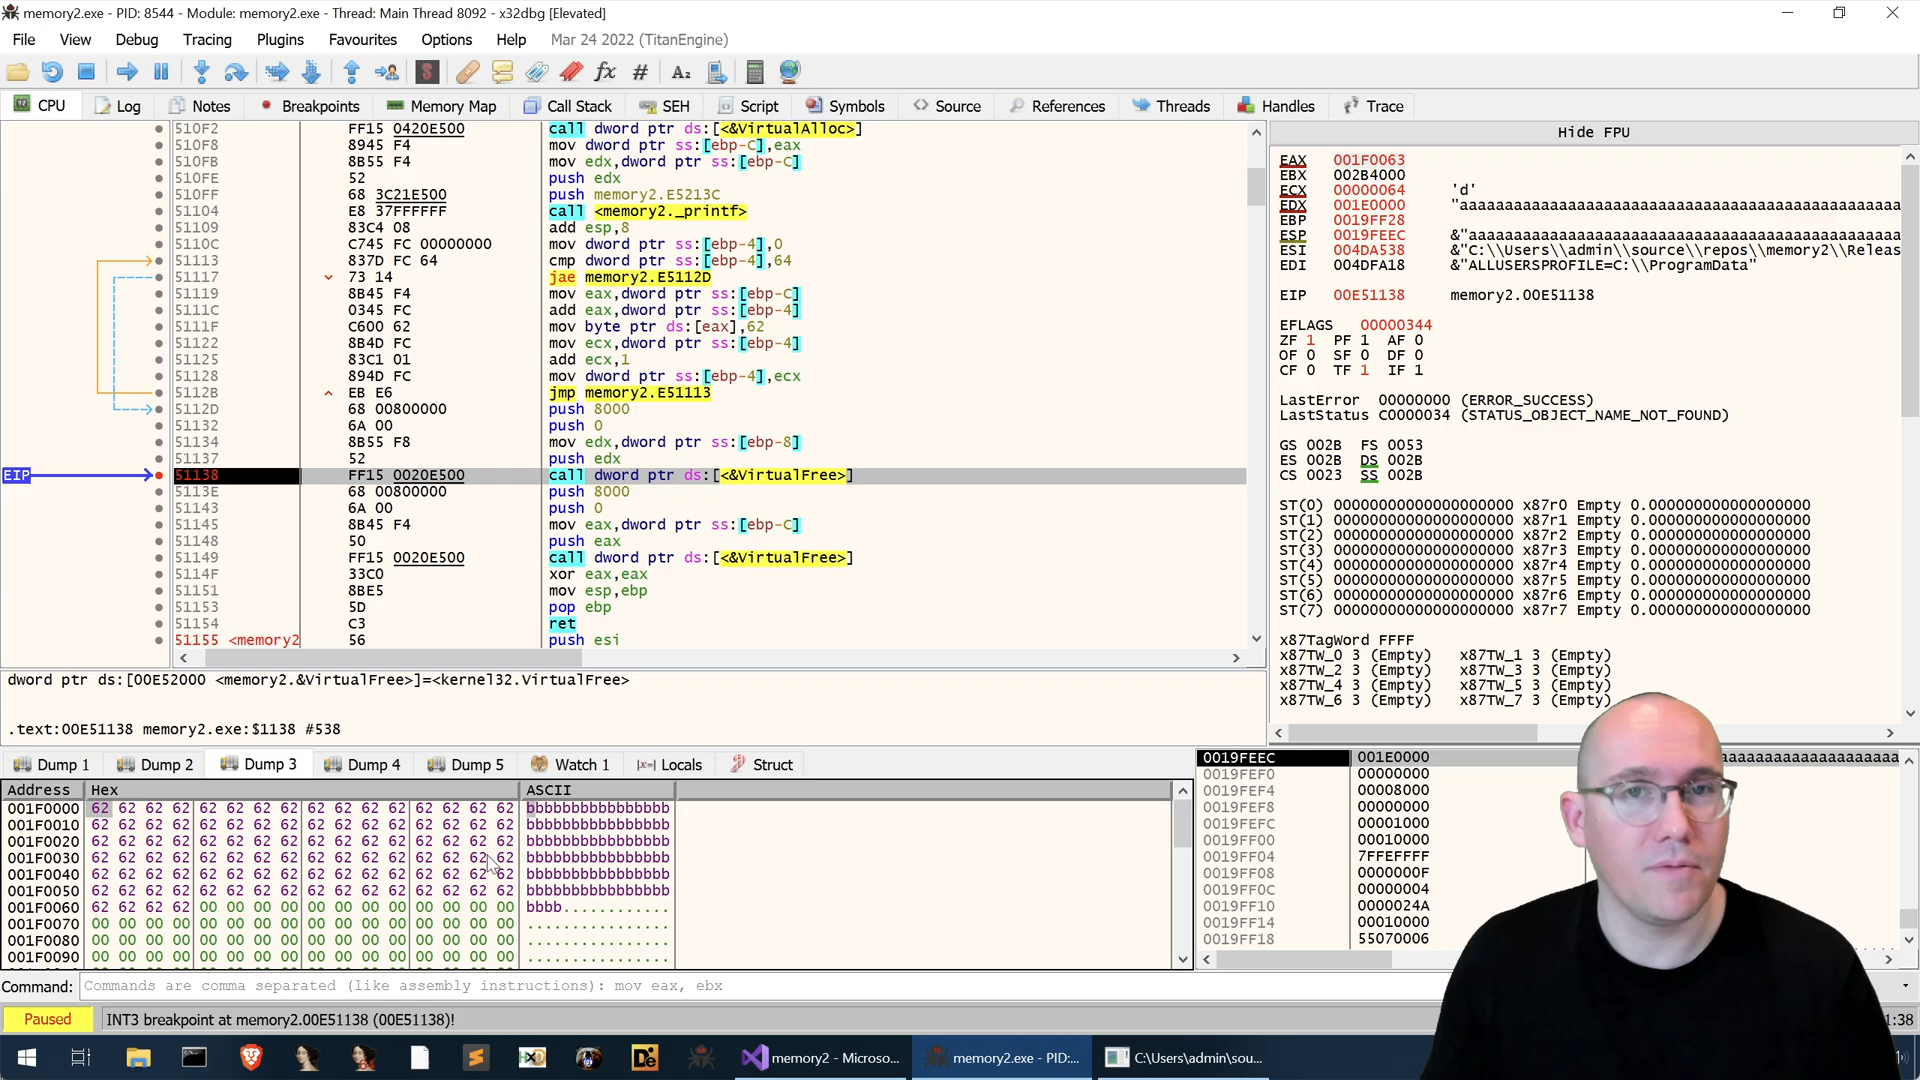 memory2.exe - PID: 8544 - Module: memory2.exe - Thread: Main Thread 8092 - x32dbg [Elevated]
File View Debug Tracing Plugins Favourites Options Help Mar 24 2022 (TitanEngine)
CPU Log Notes Breakpoints Memory Map Call Stack SEH Script Symbols Source References Threads Handles Trace
510F2 FF15 0420E500 call dword ptr ds:[<&VirtualAlloc>]
510F8 8945 F4 mov dword ptr ss:[ebp-C],eax
510FB 8B55 F4 mov edx,dword ptr ss:[ebp-C]
510FE 52 push edx
510FF 68 3C21E500 push memory2.E5213C
51104 E8 37FFFFFF call <memory2._printf>
51109 83C4 08 add esp,8
5110C C745 FC 00000000 mov dword ptr ss:[ebp-4],0
51113 837D FC 64 cmp dword ptr ss:[ebp-4],64
51117 73 14 jae memory2.E5112D
51119 8B45 F4 mov eax,dword ptr ss:[ebp-C]
5111C 0345 FC add eax,dword ptr ss:[ebp-4]
5111F C600 62 mov byte ptr ds:[eax],62
51122 8B4D FC mov ecx,dword ptr ss:[ebp-4]
51125 83C1 01 add ecx,1
51128 894D FC mov dword ptr ss:[ebp-4],ecx
5112B EB E6 jmp memory2.E51113
5112D 68 00800000 push 8000
51132 6A 00 push 0
51134 8B55 F8 mov edx,dword ptr ss:[ebp-8]
51137 52 push edx
EIP 51138 FF15 0020E500 call dword ptr ds:[<&VirtualFree>]
5113E 68 00800000 push 8000
51143 6A 00 push 0
51145 8B45 F4 mov eax,dword ptr ss:[ebp-C]
51148 50 push eax
51149 FF15 0020E500 call dword ptr ds:[<&VirtualFree>]
5114F 33C0 xor eax,eax
51151 8BE5 mov esp,ebp
51153 5D pop ebp
51154 C3 ret
51155 <memory2 56 push esi
dword ptr ds:[00E52000 <memory2.&VirtualFree>]=<kernel32.VirtualFree>
.text:00E51138 memory2.exe:$1138 #538
Hide FPU
EAX 001F0063
EBX 002B4000
ECX 00000064 'd'
EDX 001E0000 "aaaaaaaaaaaaaaaaaaaaaaaaaaaaaaaaaaaaaaaaaaaaaaaaa
EBP 0019FF28
ESP 0019FEEC &"aaaaaaaaaaaaaaaaaaaaaaaaaaaaaaaaaaaaaaaaaaaaaaaa
ESI 004DA538 &"C:\\Users\\admin\\source\\repos\\memory2\\Releas
EDI 004DFA18 &"ALLUSERSPROFILE=C:\\ProgramData"
EIP 00E51138 memory2.00E51138
EFLAGS 00000344
ZF 1 PF 1 AF 0
OF 0 SF 0 DF 0
CF 0 TF 1 IF 1
LastError 00000000 (ERROR_SUCCESS)
LastStatus C0000034 (STATUS_OBJECT_NAME_NOT_FOUND)
GS 002B FS 0053
ES 002B DS 002B
CS 0023 SS 002B
ST(0) 00000000000000000000 x87r0 Empty 0.000000000000000000
ST(1) 00000000000000000000 x87r1 Empty 0.000000000000000000
ST(2) 00000000000000000000 x87r2 Empty 0.000000000000000000
ST(3) 00000000000000000000 x87r3 Empty 0.000000000000000000
ST(4) 00000000000000000000 x87r4 Empty 0.000000000000000000
ST(5) 00000000000000000000 x87r5 Empty 0.000000000000000000
ST(6) 00000000000000000000 x87r6 Empty 0.000000000000000000
ST(7) 00000000000000000000 x87r7 Empty 0.000000000000000000
x87TagWord FFFF
x87TW_0 3 (Empty) x87TW_1 3 (Empty)
x87TW_2 3 (Empty) x87TW_3 3 (Empty)
x87TW_4 3 (Empty) x87TW_5 3 (Empty)
x87TW_6 3 (Empty) x87TW_7 3 (Empty)
Dump 1 Dump 2 Dump 3 Dump 4 Dump 5 Watch 1 Locals Struct
Address Hex ASCII
001F0000 62 62 62 62 62 62 62 62 62 62 62 62 62 62 62 62 bbbbbbbbbbbbbbbb
001F0010 62 62 62 62 62 62 62 62 62 62 62 62 62 62 62 62 bbbbbbbbbbbbbbbb
001F0020 62 62 62 62 62 62 62 62 62 62 62 62 62 62 62 62 bbbbbbbbbbbbbbbb
001F0030 62 62 62 62 62 62 62 62 62 62 62 62 62 62 62 62 bbbbbbbbbbbbbbbb
001F0040 62 62 62 62 62 62 62 62 62 62 62 62 62 62 62 62 bbbbbbbbbbbbbbbb
001F0050 62 62 62 62 62 62 62 62 62 62 62 62 62 62 62 62 bbbbbbbbbbbbbbbb
001F0060 62 62 62 62 00 00 00 00 00 00 00 00 00 00 00 00 bbbb............
001F0070 00 00 00 00 00 00 00 00 00 00 00 00 00 00 00 00 ................
001F0080 00 00 00 00 00 00 00 00 00 00 00 00 00 00 00 00 ................
001F0090 00 00 00 00 00 00 00 00 00 00 00 00 00 00 00 00 ................
0019FEEC 001E0000 aaaaaaaaaaaaaaaaaaaa
0019FEF0 00000000
0019FEF4 00008000
0019FEF8 00000000
0019FEFC 00001000
0019FF00 00010000
0019FF04 7FFEFFFF
0019FF08 0000000F
0019FF0C 00000004
0019FF10 0000024A
0019FF14 00010000
0019FF18 55070006
Command: Commands are comma separated (like assembly instructions): mov eax, ebx
Paused INT3 breakpoint at memory2.00E51138 (00E51138)! 1:38
memory2 - Microso... memory2.exe - PID:... C:\Users\admin\sou...